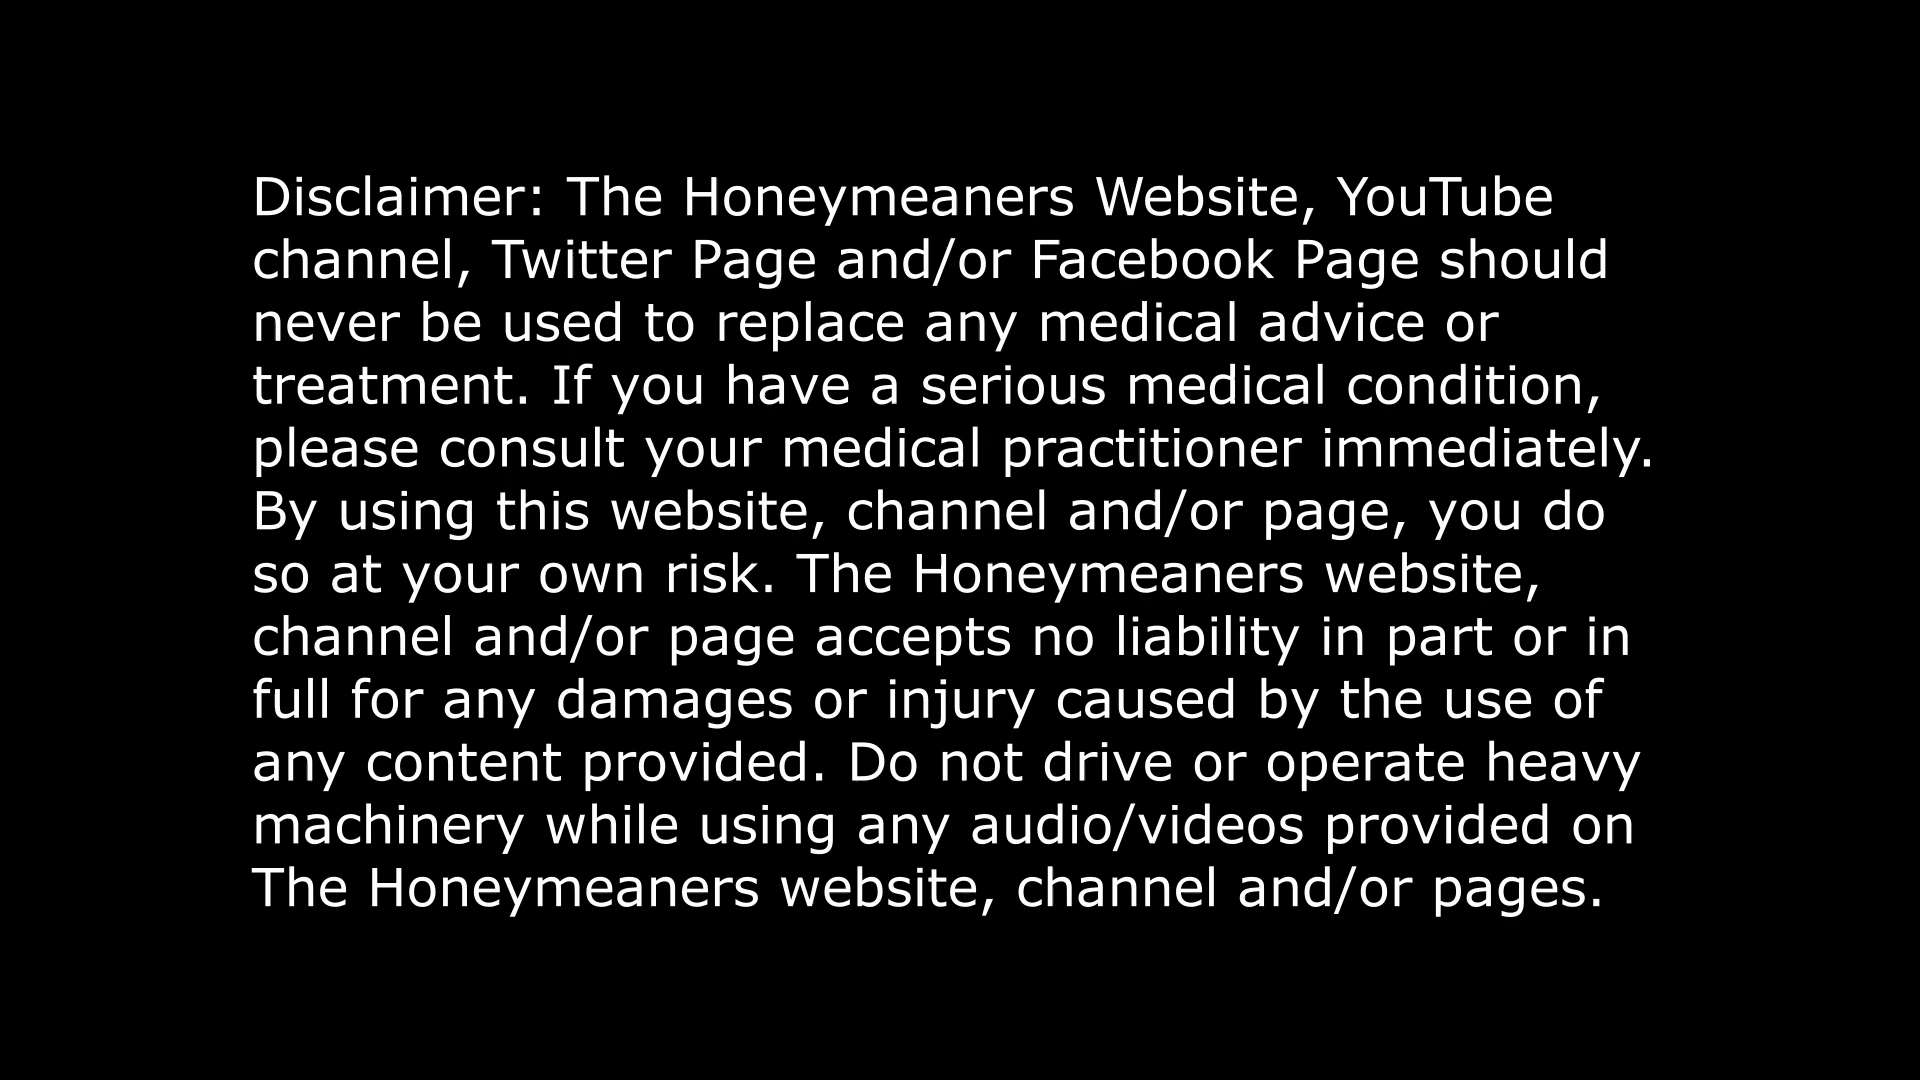 Disclaimer: The Honeymeaners Website, YouTube
channel, Twitter Page and/or Facebook Page should
never be used to replace any medical advice or
treatment. If you have a serious medical condition,
please consult your medical practitioner immediately.
By using this website, channel and/or page, you do
so at your own risk. The Honeymeaners website,
channel and/or page accepts no liability in part or in
full for any damages or injury caused by the use of
any content provided. Do not drive or operate heavy
machinery while using any audio/videos provided on
The Honeymeaners website, channel and/or pages.